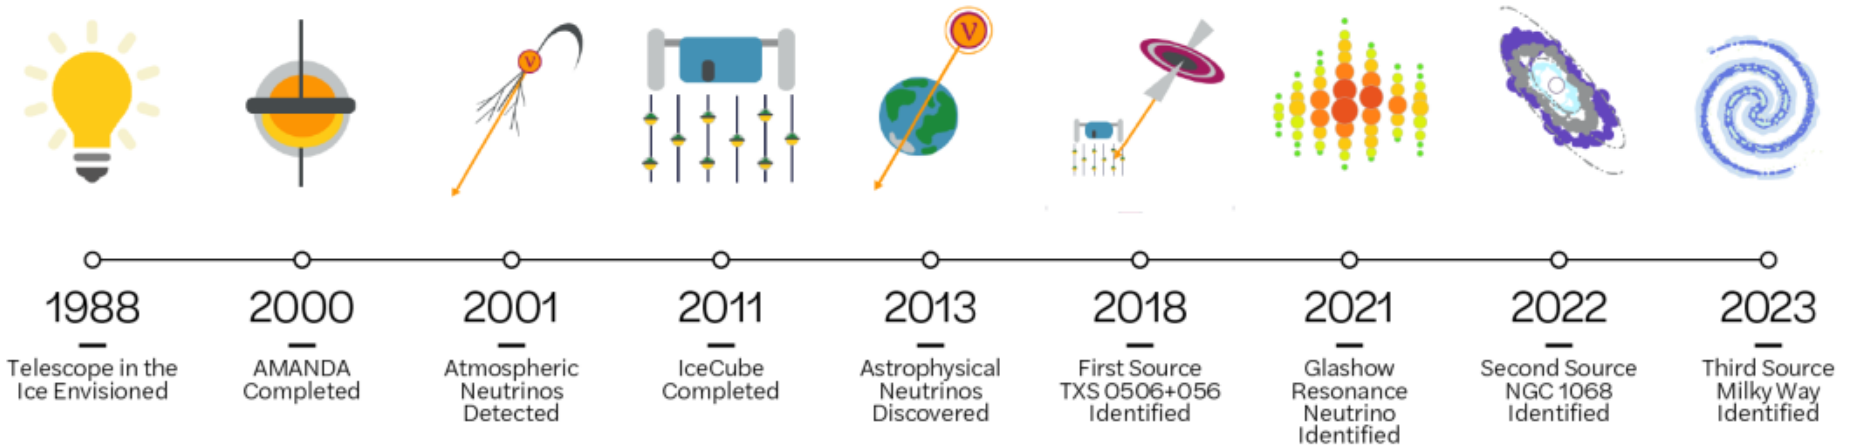 V
V
1988
Telescope in the
Ice Envisioned
2000
AMANDA
Completed
2001
Atmospheric
Neutrinos
Detected
2011
IceCube
Completed
2013
Astrophysical
Neutrinos
Discovered
2018
First Source
TXS 0506+056
Identified
2021
Glashow
Resonance
Neutrino
Identified
2022
Second Source
NGC 1068
Identified
2023
Third Source
Milky Way
Identified